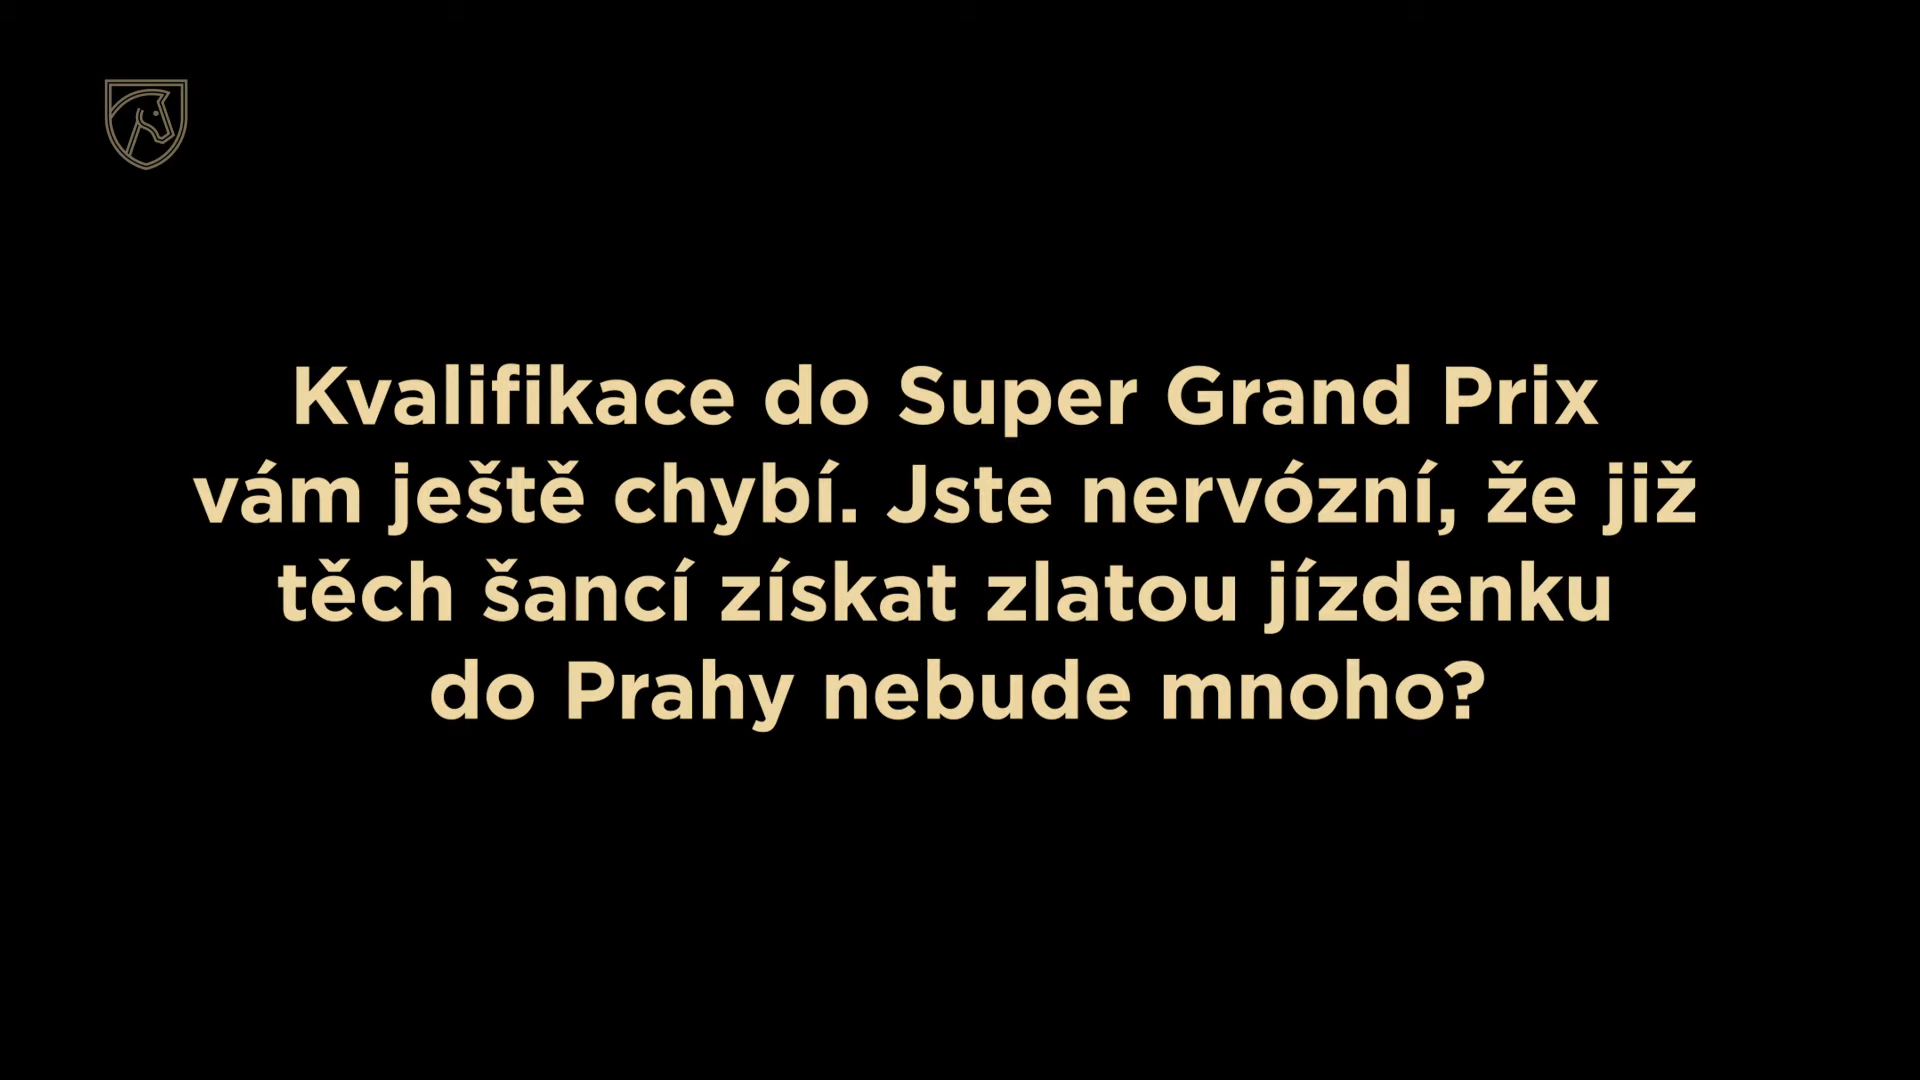 Kvalifikace do Super Grand Prix
vám ještě chybí. Jste nervózní, že již
těch šancí získat zlatou jízdenku
do Prahy nebude mnoho?